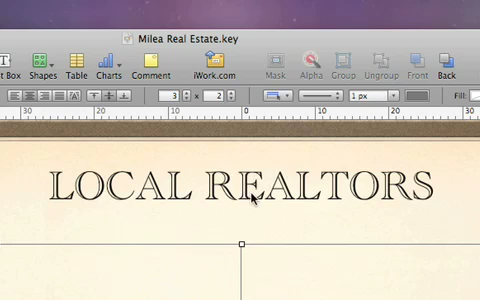 Milea Real Estate.key
t Box Shapes Table Charts Comment iWork.com Mask Alpha Group Ungroup Front Back
3 x 2 1 px Fill:
30 20 10 0 10 20 30
LOCAL REALTORS